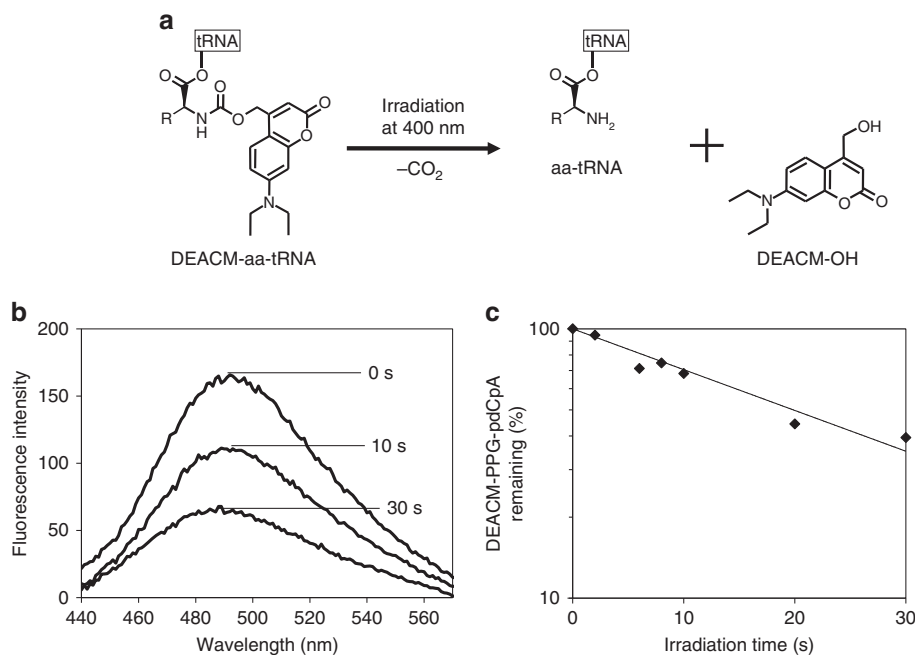 a
tRNA
O
O
R
N
H
O
O
O
O
N
DEACM-aa-tRNA
Irradiation
at 400 nm
–CO2
tRNA
O
O
R
NH2
aa-tRNA
+
OH
N
O
O
DEACM-OH
b
200
150
100
50
0
Fluorescence intensity
0 s
10 s
30 s
440 460 480 500 520 540 560
Wavelength (nm)
c
100
10
DEACM-PPG-pdCpA
remaining (%)
0 10 20 30
Irradiation time (s)